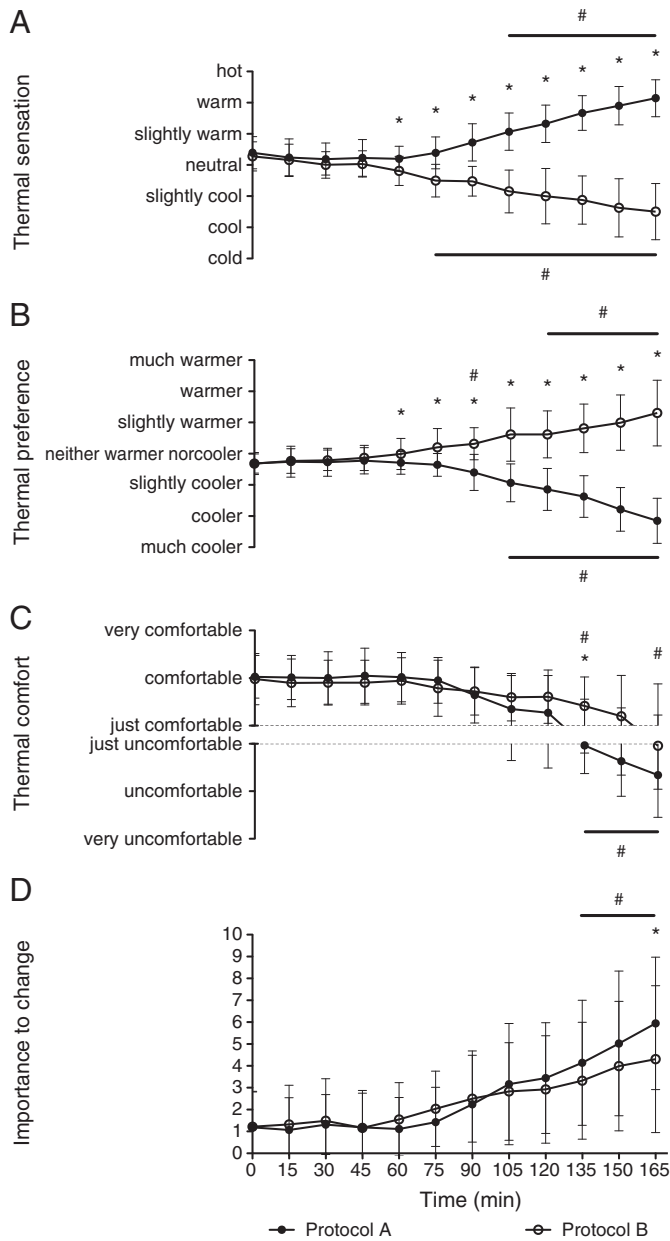 A
#
* * * * * * * *
Thermal sensation
hot
warm
slightly warm
neutral
slightly cool
cool
cold
#
B
#
#
* * * * * * * *
Thermal preference
much warmer
warmer
slightly warmer
neither warmer norcooler
slightly cooler
cooler
much cooler
#
C
# #
*
Thermal comfort
very comfortable
comfortable
just comfortable
just uncomfortable
uncomfortable
very uncomfortable
#
D
#
*
Importance to change
10
9
8
7
6
5
4
3
2
1
0
0 15 30 45 60 75 90 105 120 135 150 165
Time (min)
Protocol A Protocol B